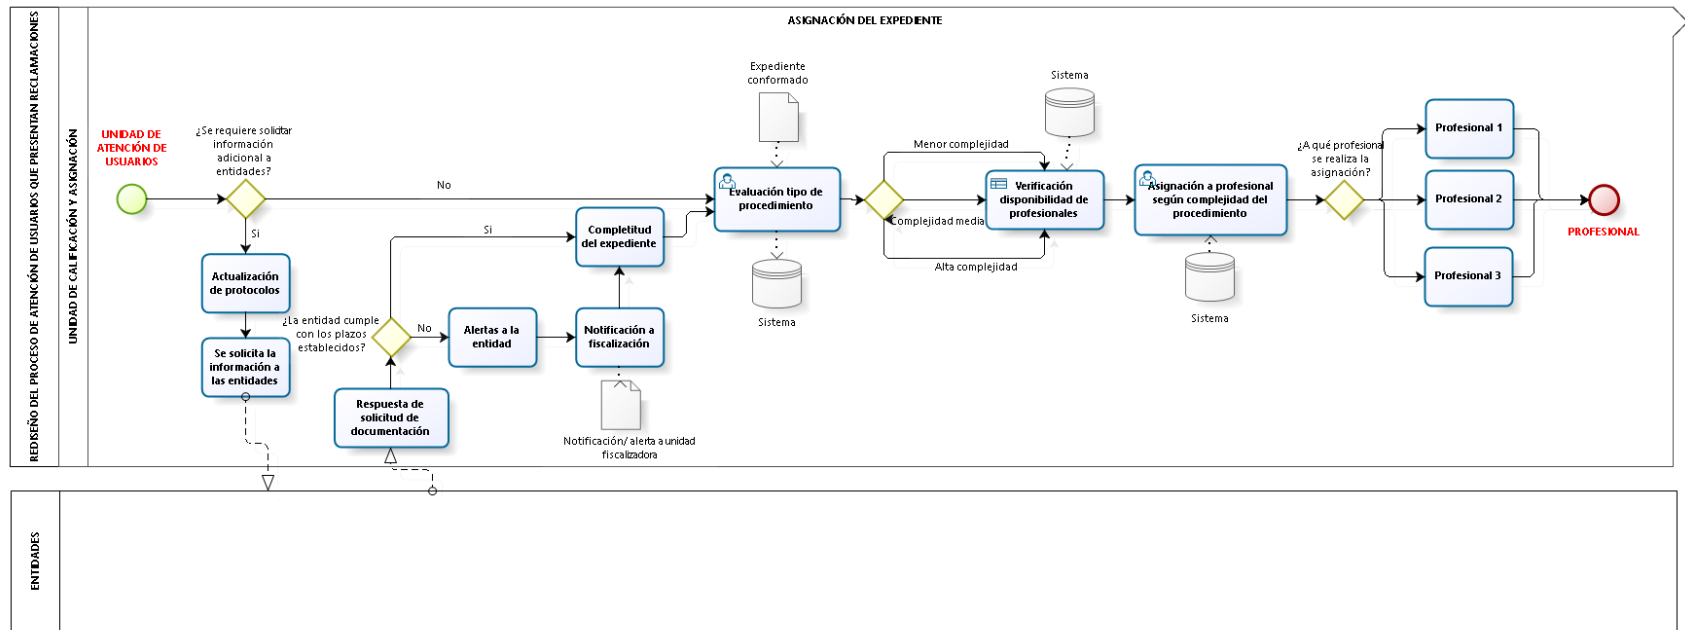 ASIGNACIÓN DEL EXPEDIENTE
REDISEÑO DEL PROCESO DE ATENCIÓN DE USUARIOS QUE PRESENTAN RECLAMACIONES
UNIDAD DE CALIFICACIÓN Y ASIGNACIÓN
UNIDAD DE
ATENCIÓN DE
USUARIOS
¿Se requiere solicitar
información
adicional a
entidades?
No
Si
Actualización
de protocolos
Se solicita la
información a
las entidades
¿La entidad cumple
con los plazos
establecidos?
Si
No
Respuesta de
solicitud de
documentación
Alertas a la
entidad
Notificación a
fiscalización
Notificación/ alerta a unidad
fiscalizadora
Completitud
del expediente
Expediente
conformado
Evaluación tipo de
procedimiento
Sistema
Menor complejidad
Complejidad media
Alta complejidad
Sistema
Verificación
disponibilidad de
profesionales
Asignación a profesional
según complejidad del
procedimiento
Sistema
¿A qué profesional
se realiza la
asignación?
Profesional 1
Profesional 2
Profesional 3
PROFESIONAL
ENTIDADES